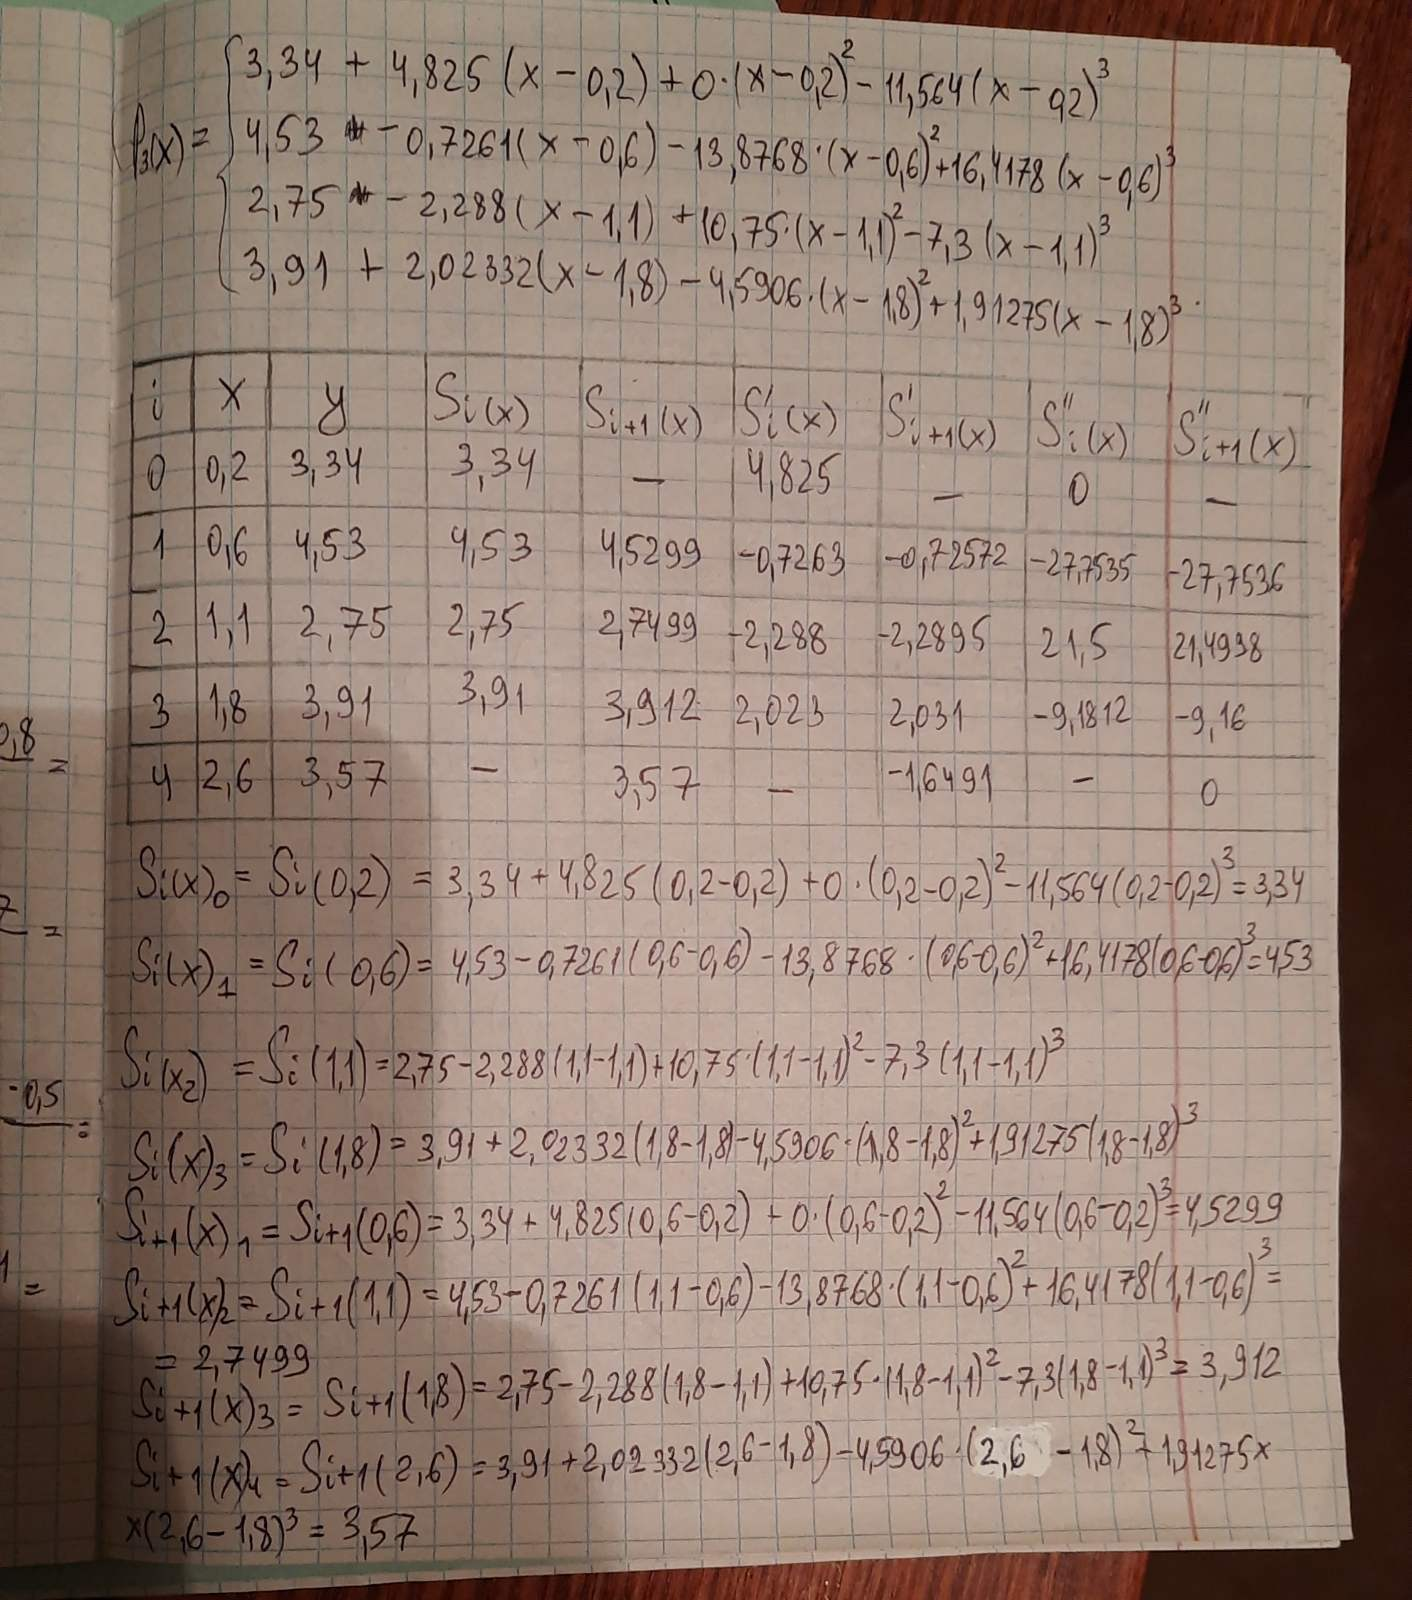 3,34 + 4,825 (x - 0,2) + 0·(x - 0,2)² - 11,564 (x - 0,2)³
P₃(x) = { 4,53 - 0,7261(x - 0,6) - 13,8768·(x - 0,6)² + 16,4178 (x - 0,6)³
2,75 - 2,288(x - 1,1) + 10,75·(x - 1,1)² - 7,3 (x - 1,1)³
3,91 + 2,02332(x - 1,8) - 4,5906·(x - 1,8)² + 1,91275(x - 1,8)³
i x y Si(x) Si+1(x) S'i(x) S'i+1(x) S''i(x) S''i+1(x)
0 0,2 3,34 3,34 — 4,825 — 0 —
1 0,6 4,53 4,53 4,5299 -0,7263 -0,72572 -27,7535 -27,7536
2 1,1 2,75 2,75 2,7499 -2,288 -2,2895 21,5 21,4938
3 1,8 3,91 3,91 3,912 2,023 2,031 -9,1812 -9,16
4 2,6 3,57 — 3,57 — -1,6491 — 0
Si(x)₀ = Si(0,2) = 3,34 + 4,825 (0,2-0,2) + 0·(0,2-0,2)² - 11,564 (0,2-0,2)³ = 3,34
Si(x)₁ = Si(0,6) = 4,53 - 0,7261(0,6-0,6) - 13,8768·(0,6-0,6)² + 16,4178(0,6-0,6)³ = 4,53
Si(x₂) = Si(1,1) = 2,75 - 2,288(1,1-1,1) + 10,75·(1,1-1,1)² - 7,3 (1,1-1,1)³
Si(x)₃ = Si(1,8) = 3,91 + 2,02332(1,8-1,8) - 4,5906·(1,8-1,8)² + 1,91275(1,8-1,8)³
Si+1(x)₁ = Si+1(0,6) = 3,34 + 4,825(0,6-0,2) + 0·(0,6-0,2)² - 11,564(0,6-0,2)³ = 4,5299
Si+1(x)₂ = Si+1(1,1) = 4,53 - 0,7261(1,1-0,6) - 13,8768·(1,1-0,6)² + 16,4178(1,1-0,6)³ =
= 2,7499
Si+1(x)₃ = Si+1(1,8) = 2,75 - 2,288(1,8-1,1) + 10,75·(1,8-1,1)² - 7,3(1,8-1,1)³ = 3,912
Si+1(x)₄ = Si+1(2,6) = 3,91 + 2,02332(2,6-1,8) - 4,5906·(2,6 - 1,8)² + 1,91275x
x(2,6-1,8)³ = 3,57
0,8 =
=
-0,5 =
=